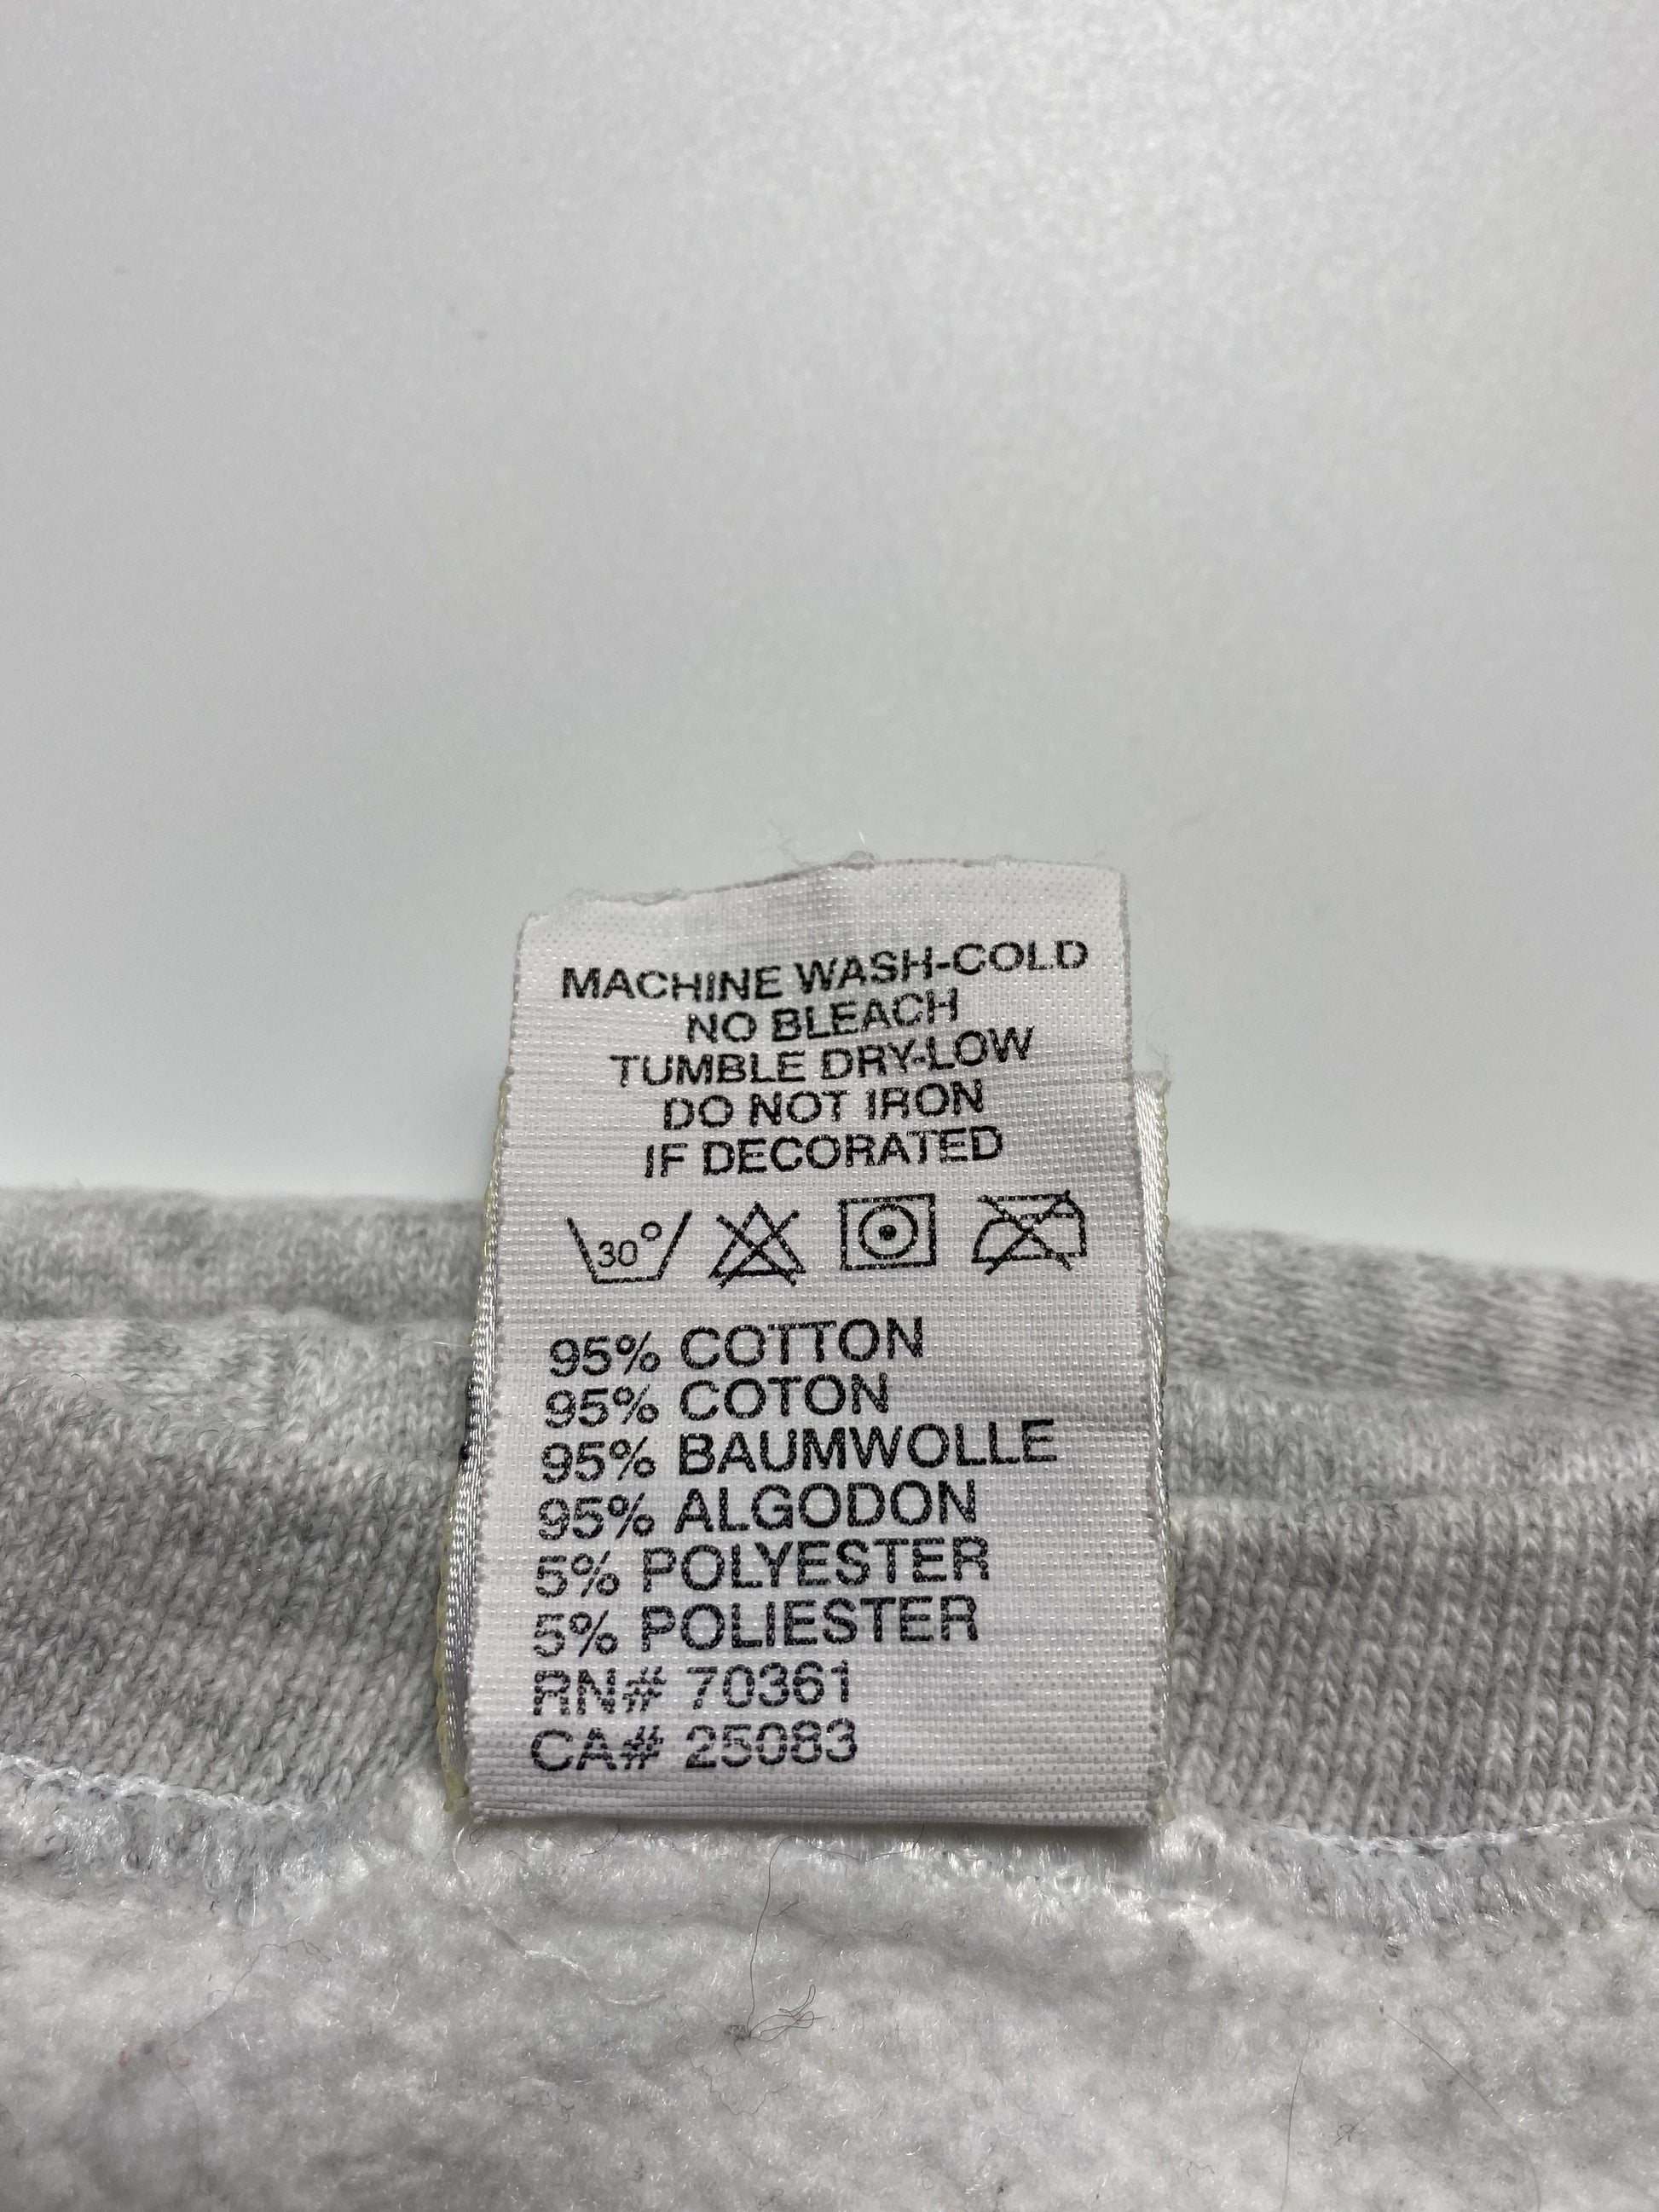 MACHINE WASH-COLD
NO BLEACH
TUMBLE DRY-LOW
DO NOT IRON
IF DECORATED
30°
95% COTTON
95% COTON
95% BAUMWOLLE
95% ALGODON
5% POLYESTER
5% POLIESTER
RN# 70361
CA# 25083